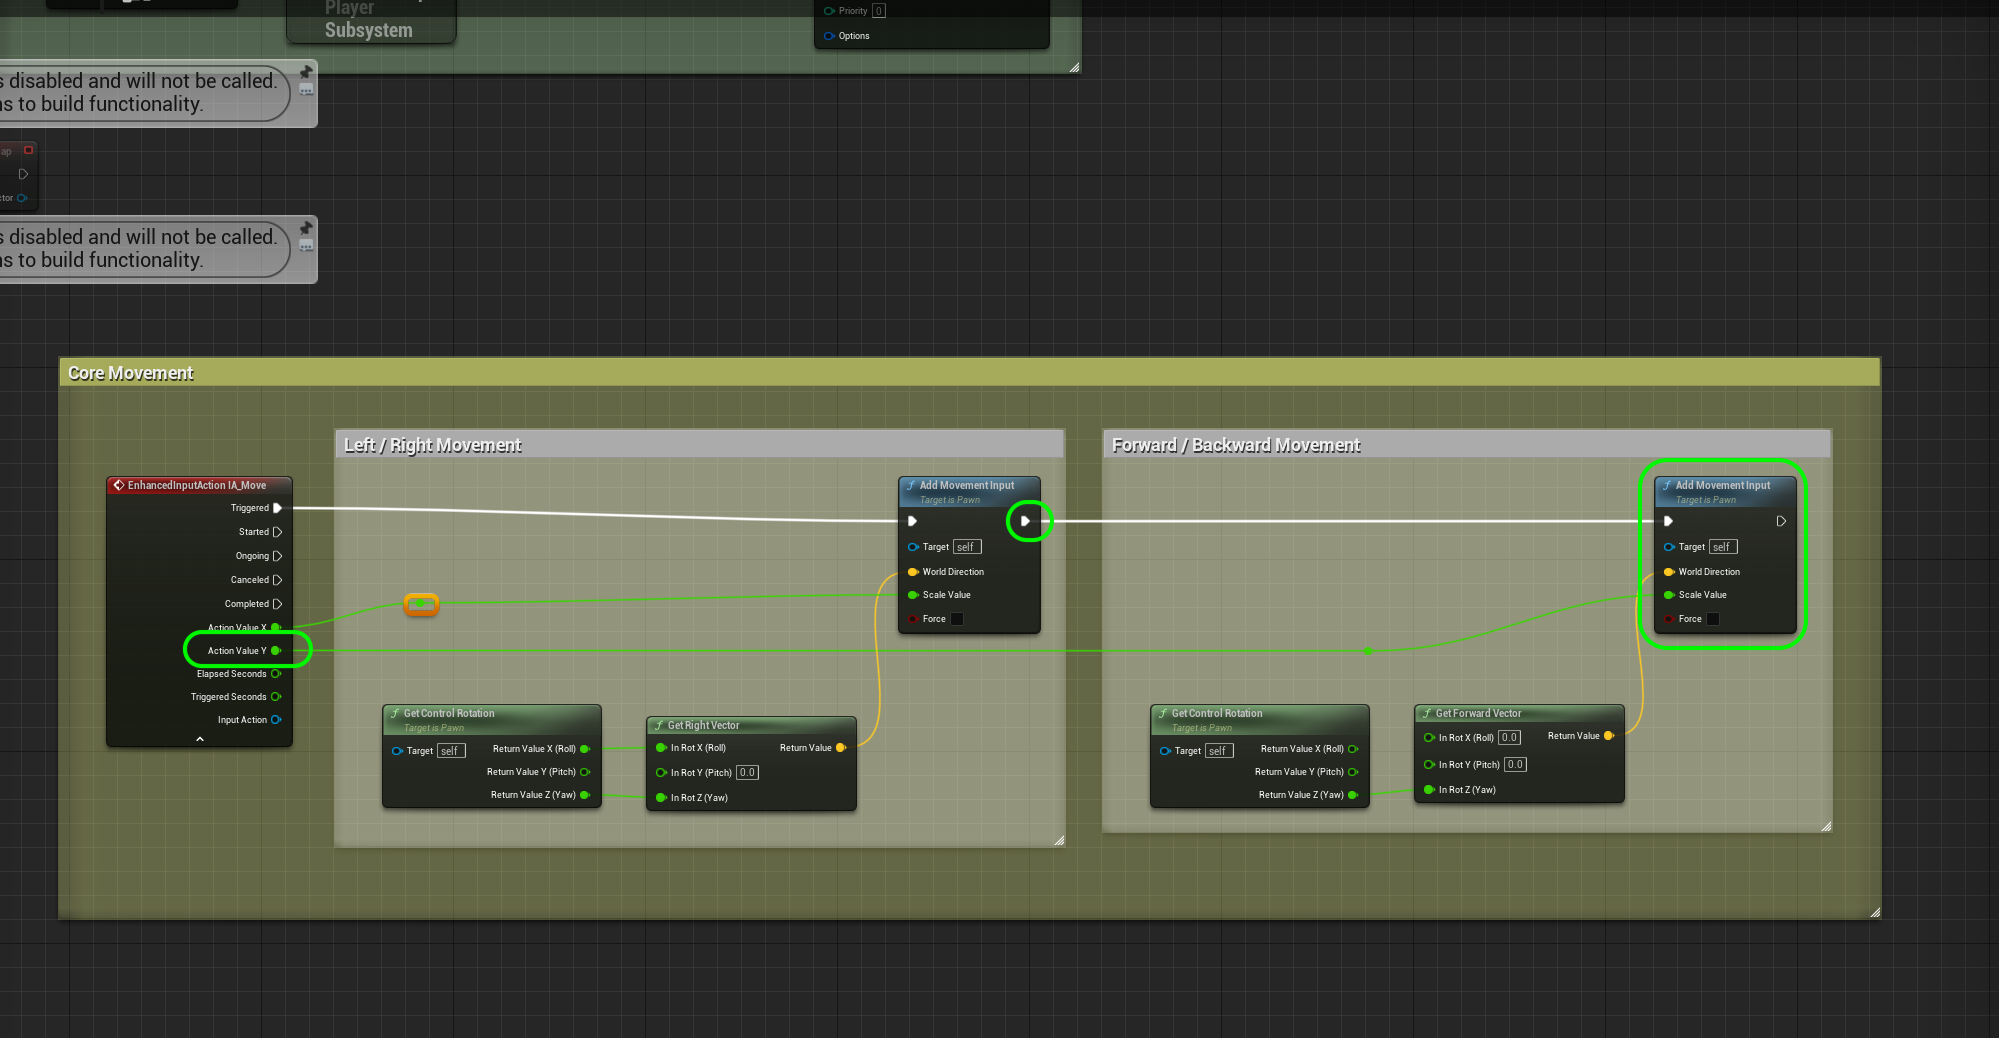 Player
Subsystem
Priority 0
Options
s disabled and will not be called.
ns to build functionality.
ap
tor
s disabled and will not be called.
ns to build functionality.
Core Movement
Left / Right Movement
Forward / Backward Movement
EnhancedInputAction IA_Move
Triggered
Started
Ongoing
Canceled
Completed
Action Value X
Action Value Y
Elapsed Seconds
Triggered Seconds
Input Action
Add Movement Input
Target is Pawn
Target self
World Direction
Scale Value
Force
Get Control Rotation
Target is Pawn
Target self
Return Value X (Roll)
Return Value Y (Pitch)
Return Value Z (Yaw)
Get Right Vector
In Rot X (Roll)
Return Value
In Rot Y (Pitch) 0.0
In Rot Z (Yaw)
Add Movement Input
Target is Pawn
Target self
World Direction
Scale Value
Force
Get Control Rotation
Target is Pawn
Target self
Return Value X (Roll)
Return Value Y (Pitch)
Return Value Z (Yaw)
Get Forward Vector
In Rot X (Roll) 0.0
Return Value
In Rot Y (Pitch) 0.0
In Rot Z (Yaw)